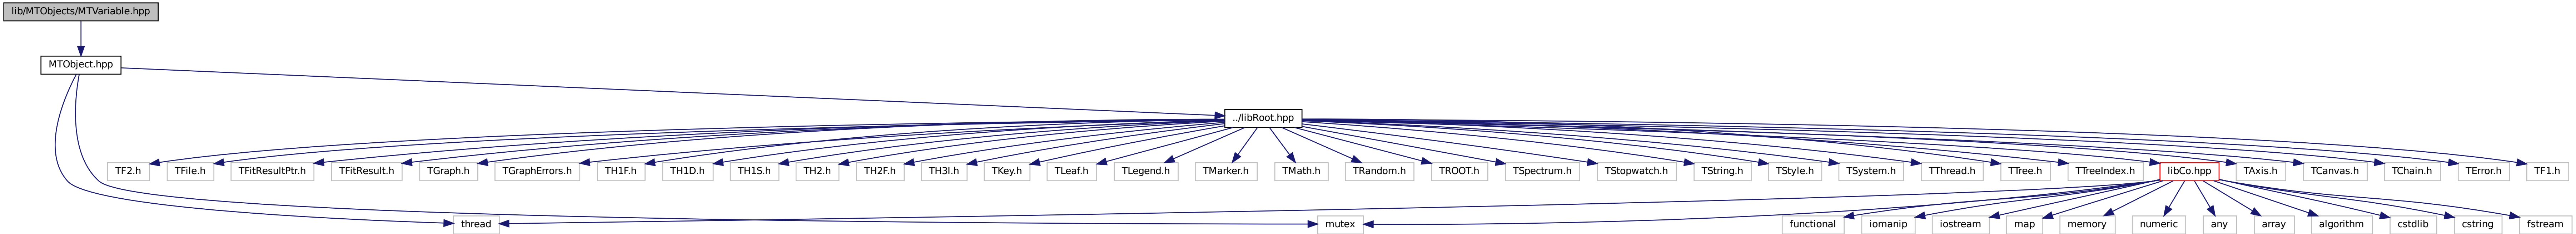 lib/MTObjects/MTVariable.hpp
MTObject.hpp
../libRoot.hpp
TF2.h
TFile.h
TFitResultPtr.h
TFitResult.h
TGraph.h
TGraphErrors.h
TH1F.h
TH1D.h
TH1S.h
TH2.h
TH2F.h
TH3I.h
TKey.h
TLeaf.h
TLegend.h
TMarker.h
TMath.h
TRandom.h
TROOT.h
TSpectrum.h
TStopwatch.h
TString.h
TStyle.h
TSystem.h
TThread.h
TTree.h
TTreeIndex.h
libCo.hpp
TAxis.h
TCanvas.h
TChain.h
TError.h
TF1.h
thread
mutex
functional
iomanip
iostream
map
memory
numeric
any
array
algorithm
cstdlib
cstring
fstream